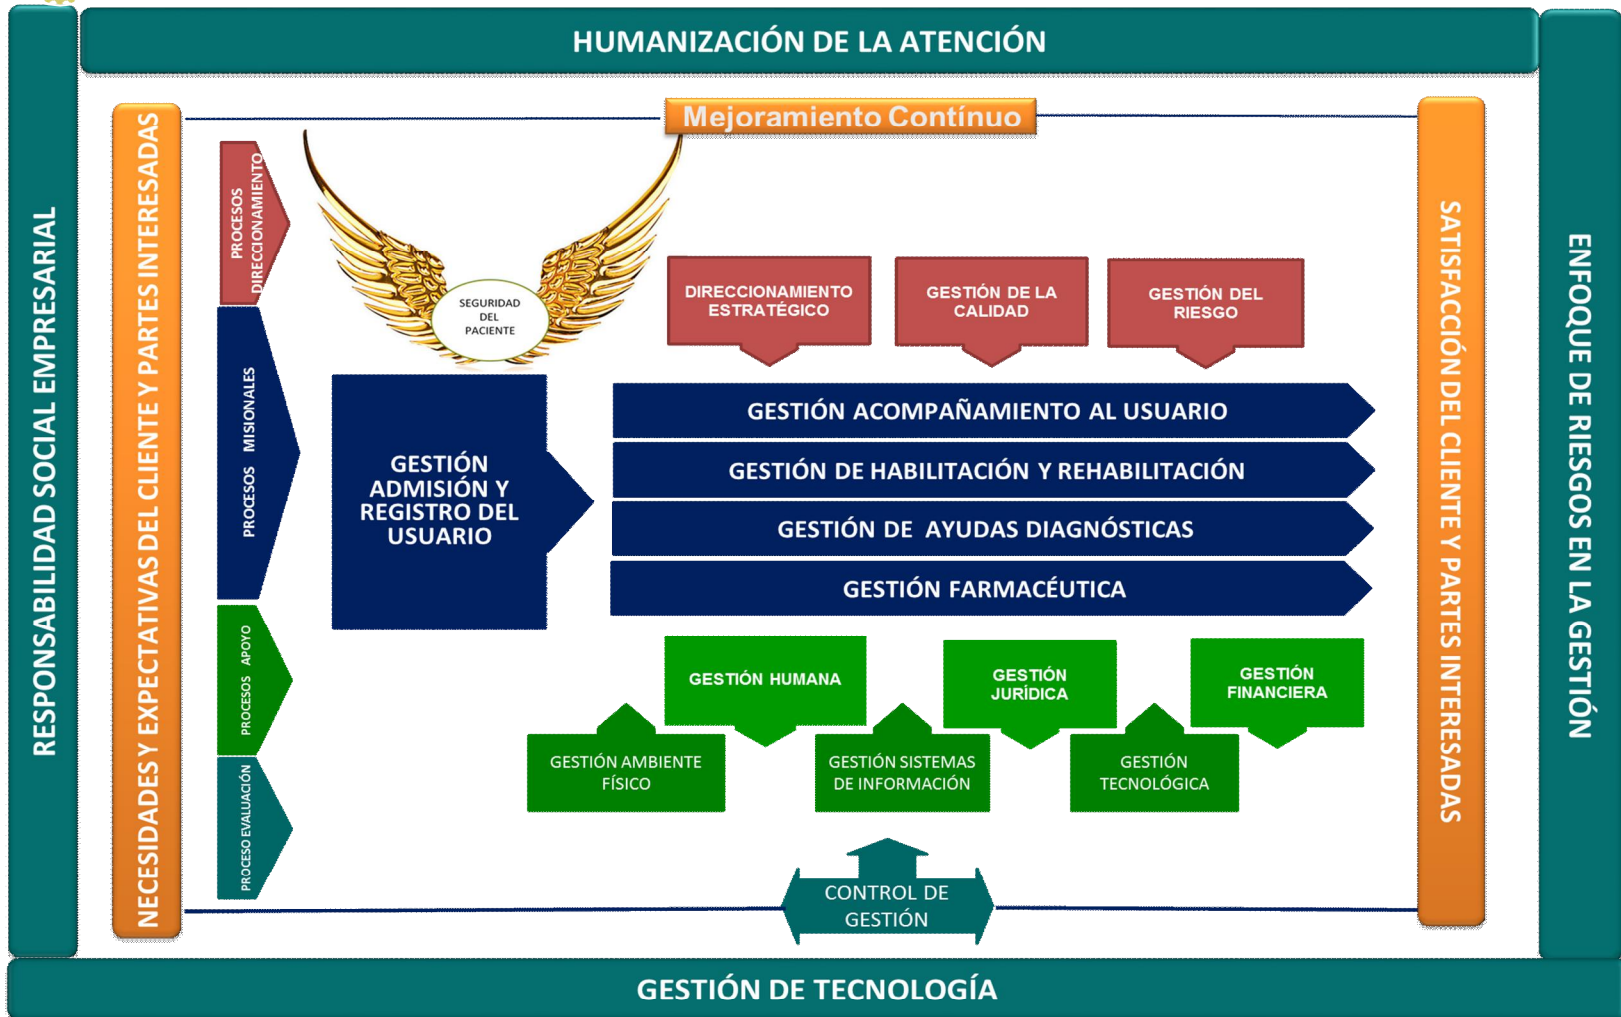 HUMANIZACIÓN DE LA ATENCIÓN
RESPONSABILIDAD SOCIAL EMPRESARIAL
NECESIDADES Y EXPECTATIVAS DEL CLIENTE Y PARTES INTERESADAS
Mejoramiento Contínuo
PROCESOS
DIRECCIONAMIENTO
SEGURIDAD
DEL
PACIENTE
DIRECCIONAMIENTO
ESTRATÉGICO
GESTIÓN DE LA
CALIDAD
GESTIÓN DEL
RIESGO
PROCESOS MISIONALES
GESTIÓN
ADMISIÓN Y
REGISTRO DEL
USUARIO
GESTIÓN ACOMPAÑAMIENTO AL USUARIO
GESTIÓN DE HABILITACIÓN Y REHABILITACIÓN
GESTIÓN DE AYUDAS DIAGNÓSTICAS
GESTIÓN FARMACÉUTICA
PROCESOS APOYO
GESTIÓN HUMANA
GESTIÓN
JURÍDICA
GESTIÓN
FINANCIERA
GESTIÓN AMBIENTE
FÍSICO
GESTIÓN SISTEMAS
DE INFORMACIÓN
GESTIÓN
TECNOLÓGICA
PROCESO EVALUACIÓN
CONTROL DE
GESTIÓN
SATISFACCIÓN DEL CLIENTE Y PARTES INTERESADAS
ENFOQUE DE RIESGOS EN LA GESTIÓN
GESTIÓN DE TECNOLOGÍA